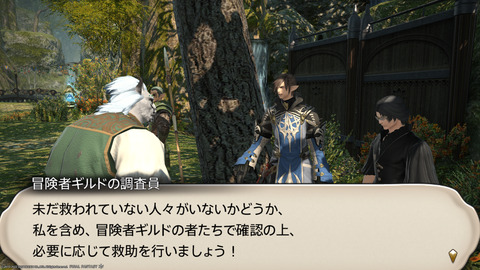 冒険者ギルドの調査員
未だ救われていない人々がいないかどうか、
私を含め、冒険者ギルドの者たちで確認の上、
必要に応じて救助を行いましょう！